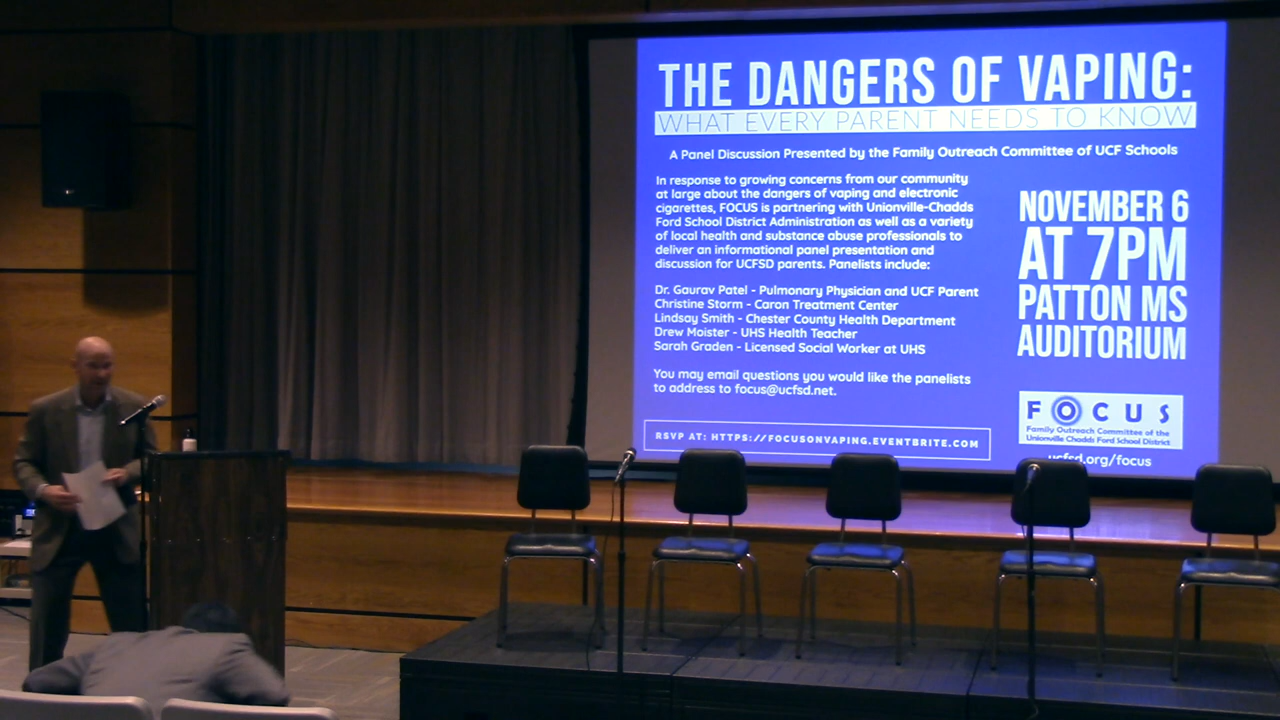 THE DANGERS OF VAPING:
WHAT EVERY PARENT NEEDS TO KNOW
A Panel Discussion Presented by the Family Outreach Committee of UCF Schools
In response to growing concerns from our community
at large about the dangers of vaping and electronic
cigarettes, FOCUS is partnering with Unionville-Chadds
Ford School District Administration as well as a variety
of local health and substance abuse professionals to
deliver an informational panel presentation and
discussion for UCFSD parents. Panelists include:
Dr. Gaurav Patel - Pulmonary Physician and UCF Parent
Christine Storm - Caron Treatment Center
Lindsay Smith - Chester County Health Department
Drew Moister - UHS Health Teacher
Sarah Graden - Licensed Social Worker at UHS
You may email questions you would like the panelists
to address to focus@ucfsd.net.
RSVP AT: HTTPS://FOCUSONVAPING.EVENTBRITE.COM
NOVEMBER 6
AT 7PM
PATTON MS
AUDITORIUM
FOCUS
Family Outreach Committee of the
Unionville Chadds Ford School District
ucfsd.org/focus